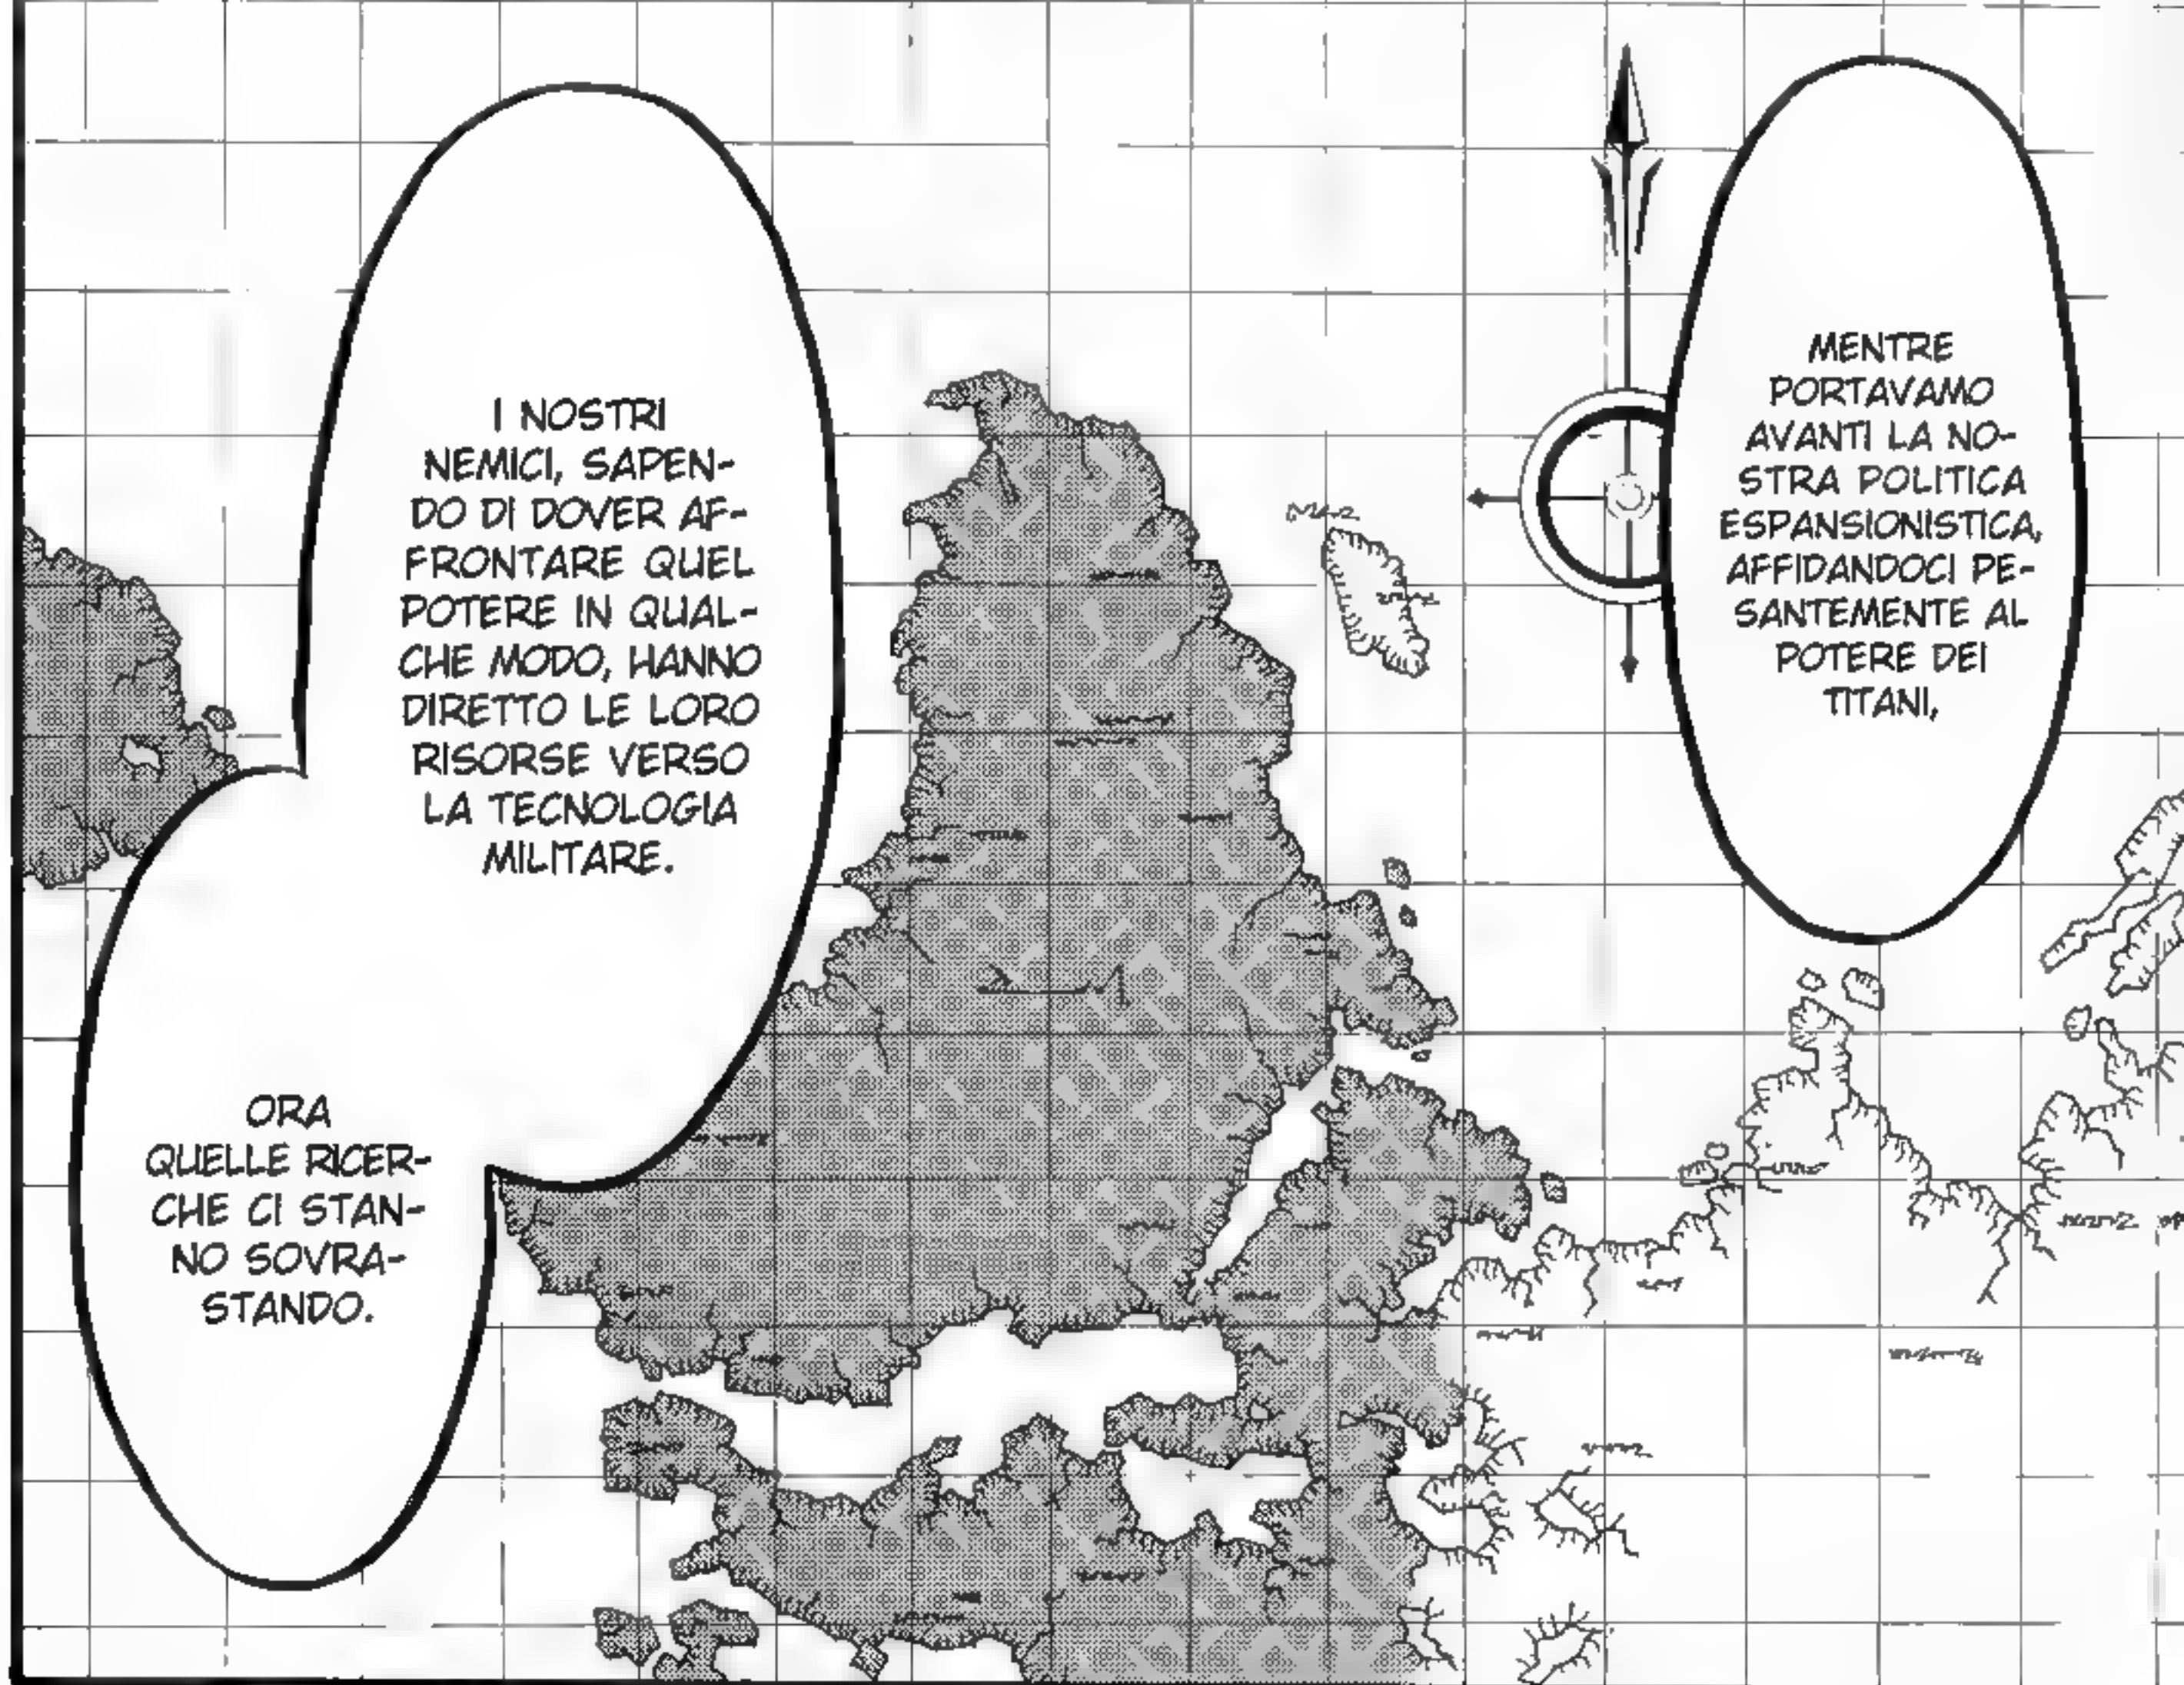 MENTRE
PORTAVAMO
AVANTI LA NO-
STRA POLITICA
ESPANSIONISTICA,
AFFIDANDOCI PE-
SANTEMENTE AL
POTERE DEI
TITANI,
I NOSTRI
NEMICI, SAPEN-
DO DI DOVER AF-
FRONTARE QUEL
POTERE IN QUAL-
CHE MODO, HANNO
DIRETTO LE LORO
RISORSE VERSO
LA TECNOLOGIA
MILITARE.
ORA
QUELLE RICER-
CHE CI STAN-
NO SOVRA-
STANDO.